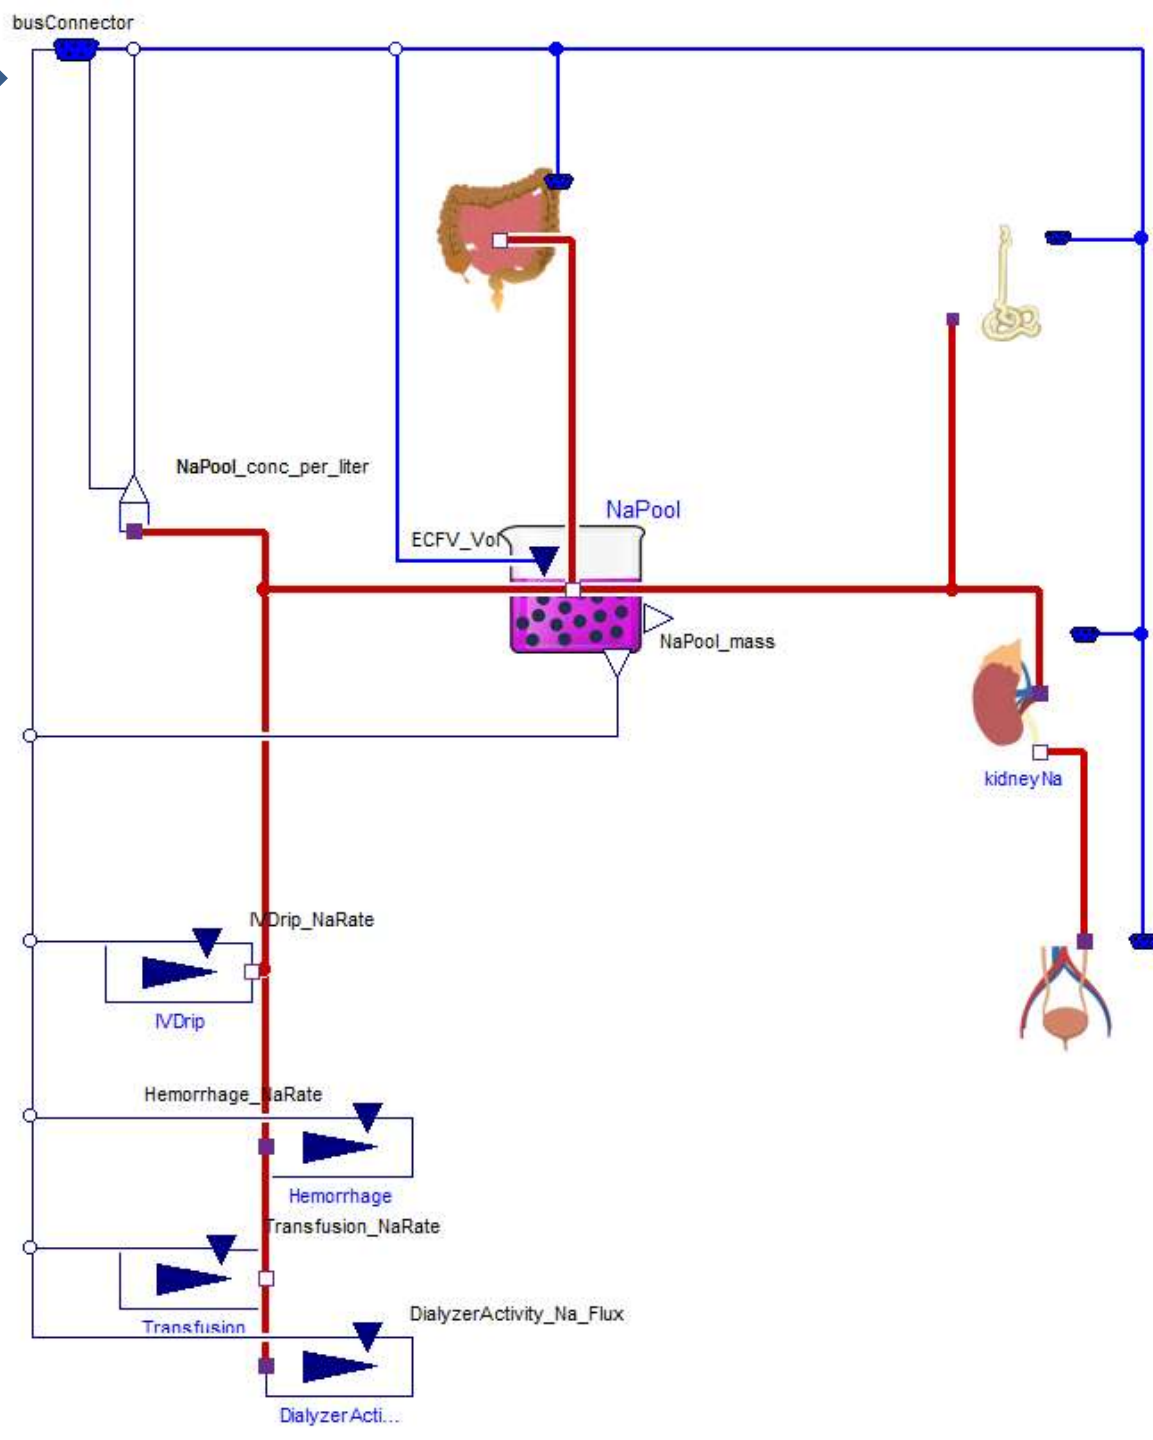 busConnector
NaPool_conc_per_liter
NaPool
ECFV_Vol
NaPool_mass
kidneyNa
IVDrip_NaRate
IVDrip
Hemorrhage_NaRate
Hemorrhage
Transfusion_NaRate
Transfusion
DialyzerActivity_Na_Flux
DialyzerActi...